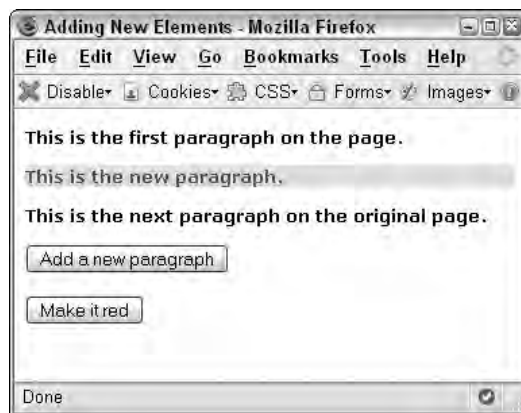 Adding New Elements - Mozilla Firefox
File Edit View Go Bookmarks Tools Help
Disable Cookies CSS Forms Images
This is the first paragraph on the page.
This is the new paragraph.
This is the next paragraph on the original page.
Add a new paragraph
Make it red
Done